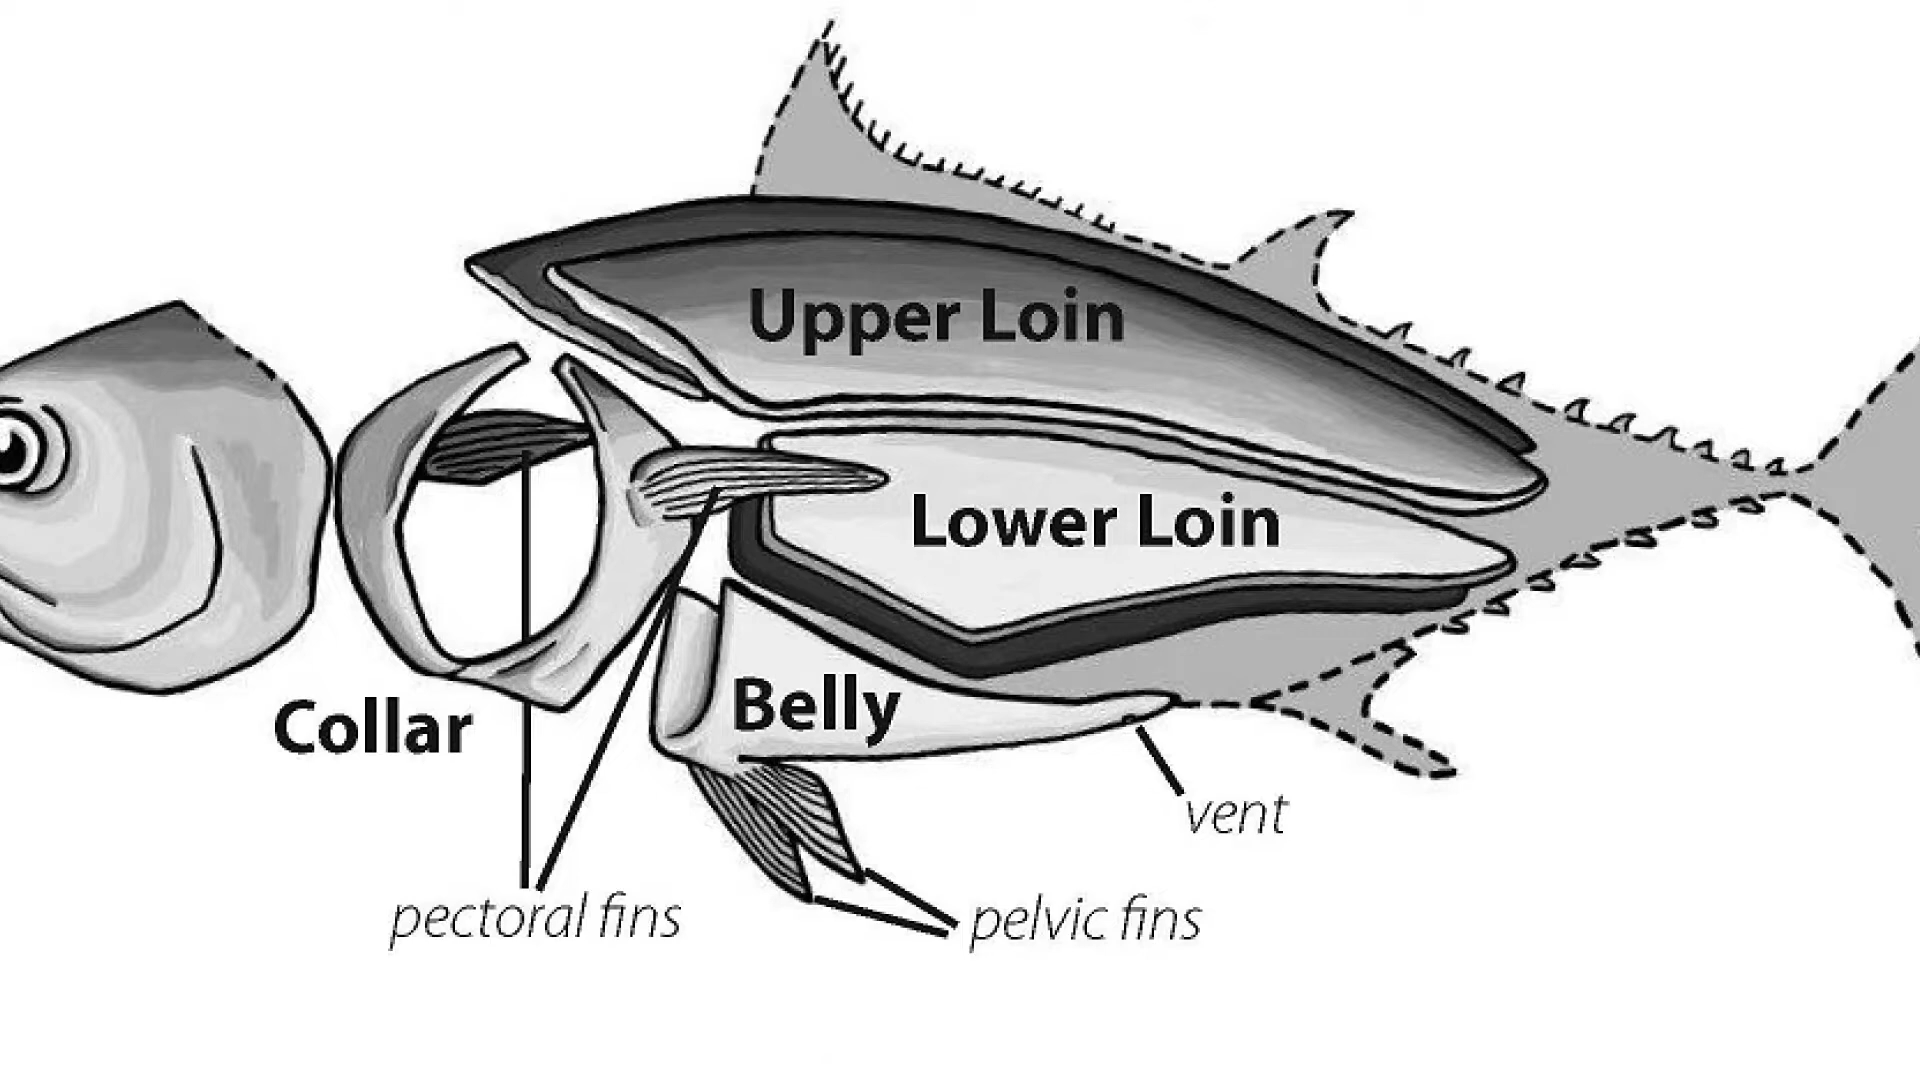 Upper Loin
Lower Loin
Collar
Belly
vent
pectoral fins
pelvic fins